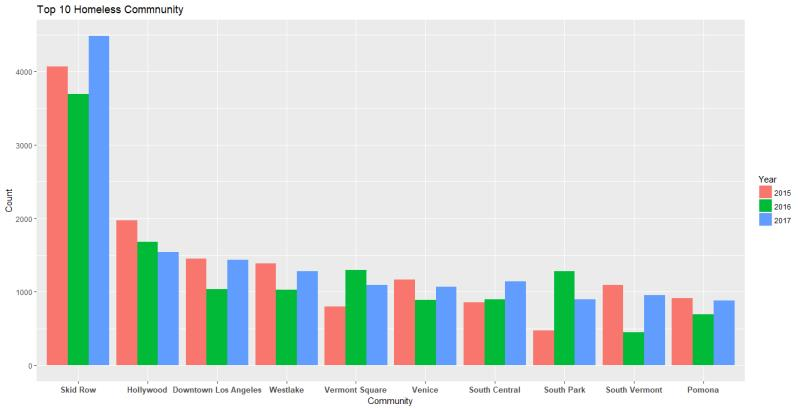 Top 10 Homeless Commnunity
Count
4000
3000
2000
1000
0
Skid Row Hollywood Downtown Los Angeles Westlake Vermont Square Venice South Central South Park South Vermont Pomona
Community
Year
2015
2016
2017